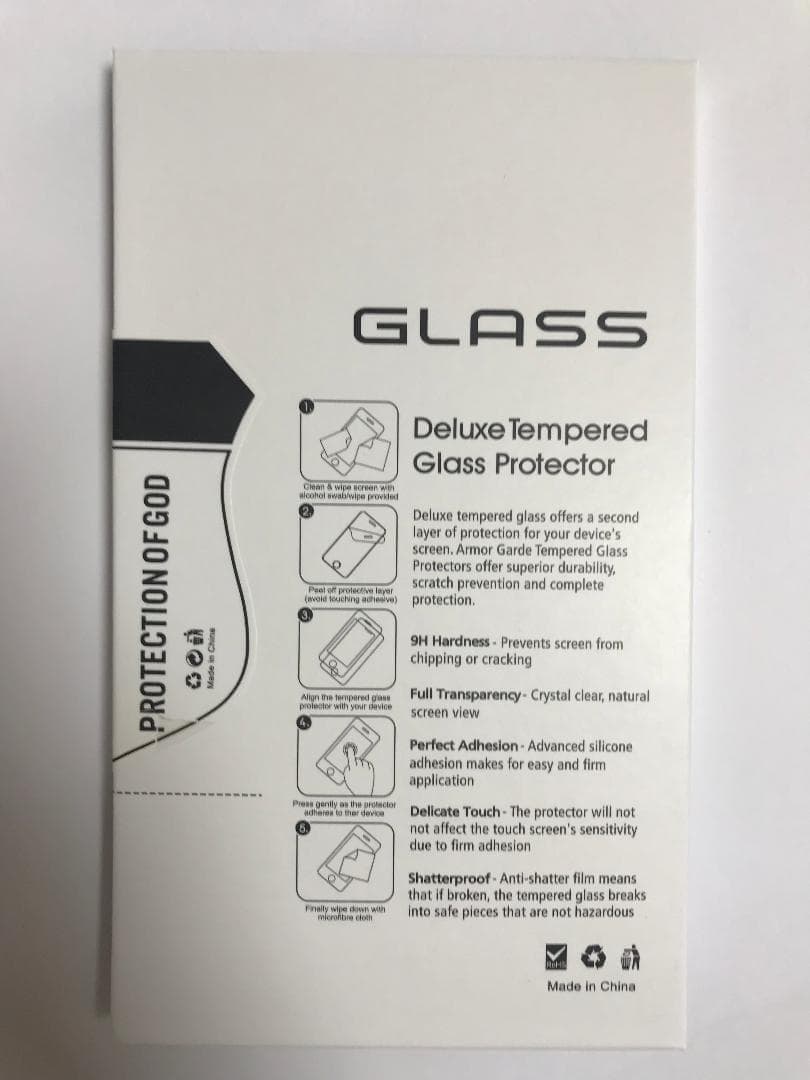 GLASS
Deluxe Tempered
Glass Protector
Deluxe tempered glass offers a second
layer of protection for your device's
screen. Armor Garde Tempered Glass
Protectors offer superior durability,
scratch prevention and complete
protection.
9H Hardness - Prevents screen from
chipping or cracking
Full Transparency - Crystal clear, natural
screen view
Perfect Adhesion - Advanced silicone
adhesion makes for easy and firm
application
Delicate Touch - The protector will not
not affect the touch screen's sensitivity
due to firm adhesion
Shatterproof - Anti-shatter film means
that if broken, the tempered glass breaks
into safe pieces that are not hazardous
RoHS
Made in China
1.
Clean & wipe screen with
alcohol swab/wipe provided
2.
Peel off protective layer
(avoid touching adhesive)
3.
Align the tempered glass
protector with your device
4.
Press gently as the protector
adheres to ther device
5.
Finally wipe down with
microfibre cloth
PROTECTION OF GOD
Made in China